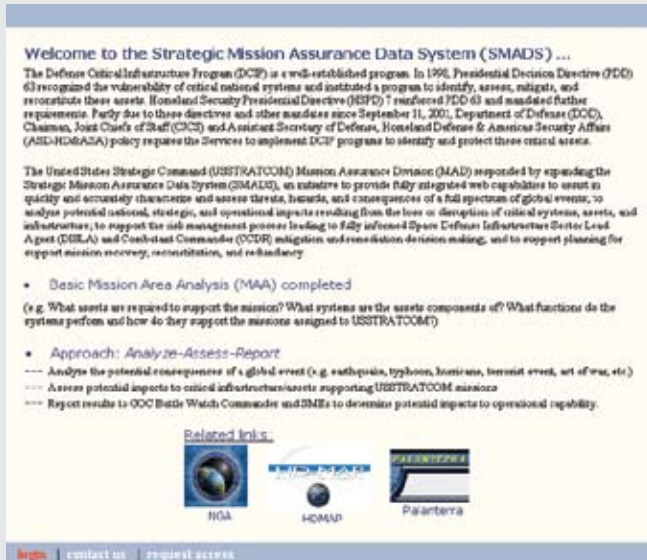 Welcome to the Strategic Mission Assurance Data System (SMADS) ...
The Defense Critical Infrastructure Program (DCIP) is a well-established program. In 1998, Presidential Decision Directive (PDD)
63 recognized the vulnerability of critical national systems and instituted a program to identify, assess, mitigate, and
reconstitute these assets. Homeland Security Presidential Directive (HSPD) 7 reinforced PDD 63 and mandated further
requirements. Partly due to these directives and other mandates since September 11, 2001, Department of Defense (DOD),
Chairman, Joint Chiefs of Staff (CJCS) and Assistant Secretary of Defense, Homeland Defense & Americas Security Affairs
(ASD-HD&ASA) policy requires the Services to implement DCIP programs to identify and protect these critical assets.
The United States Strategic Command (USSTRATCOM) Mission Assurance Division (MAD) responded by expanding the
Strategic Mission Assurance Data System (SMADS), an initiative to provide fully integrated web capabilities to assist in
quickly and accurately characterize and assess threats, hazards, and consequences of a full spectrum of global events; to
analyze potential national, strategic, and operational impacts resulting from the loss or disruption of critical systems, assets, and
infrastructure; to support the risk management process leading to fully informed Space Defense Infrastructure Sector Lead
Agent (DISLA) and Combatant Commander (CCDR) mitigation and remediation decision making; and to support planning for
support mission recovery, reconstitution, and redundancy.
• Basic Mission Area Analysis (MAA) completed
(e.g. What assets are required to support the mission? What systems are the assets components of? What functions do the
systems perform and how do they support the missions assigned to USSTRATCOM?)
• Approach: Analyze-Assess-Report
--- Analyze the potential consequences of a global event (e.g. earthquake, typhoon, hurricane, terrorist event, act of war, etc.)
--- Assess potential impacts to critical infrastructure/assets supporting USSTRATCOM missions
--- Report results to GOC Battle Watch Commander and SMEs to determine potential impacts to operational capability.
Related links:
HD-MAP
PALANTERRA
NGA
HDMAP
Palanterra
login | contact us | request access